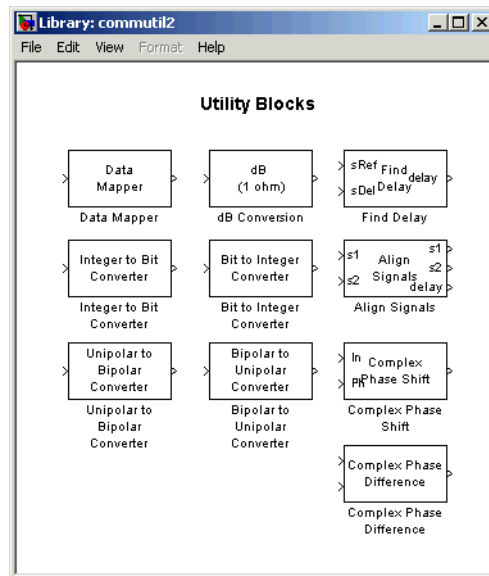 Library: commutil2
File Edit View Format Help
Utility Blocks
Data
Mapper
Data Mapper
dB
(1 ohm)
dB Conversion
sRef
sDel
Find
Delay
delay
Find Delay
Integer to Bit
Converter
Integer to Bit
Converter
Bit to Integer
Converter
Bit to Integer
Converter
s1
s2
Align
Signals
s1
s2
delay
Align Signals
Unipolar to
Bipolar
Converter
Unipolar to
Bipolar
Converter
Bipolar to
Unipolar
Converter
Bipolar to
Unipolar
Converter
In
Ph
Complex
Phase Shift
Complex Phase
Shift
Complex Phase
Difference
Complex Phase
Difference